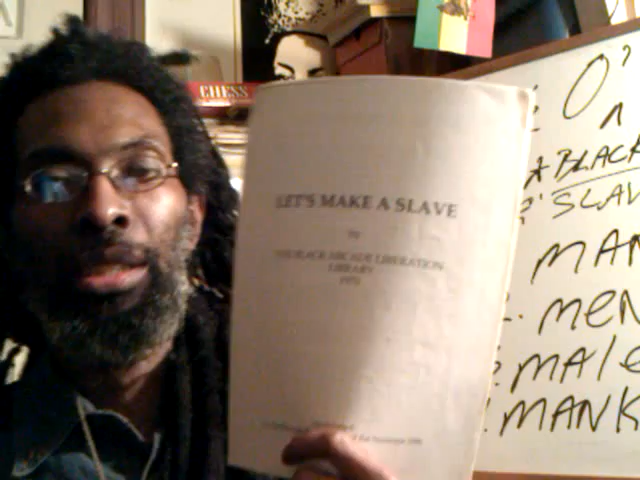 CHESS
LET'S MAKE A SLAVE
by
THE BLACK ARCADE LIBERATION
LIBRARY
1970
O'
BLACK
SLAV
MAN
MEN
MALE
MANK